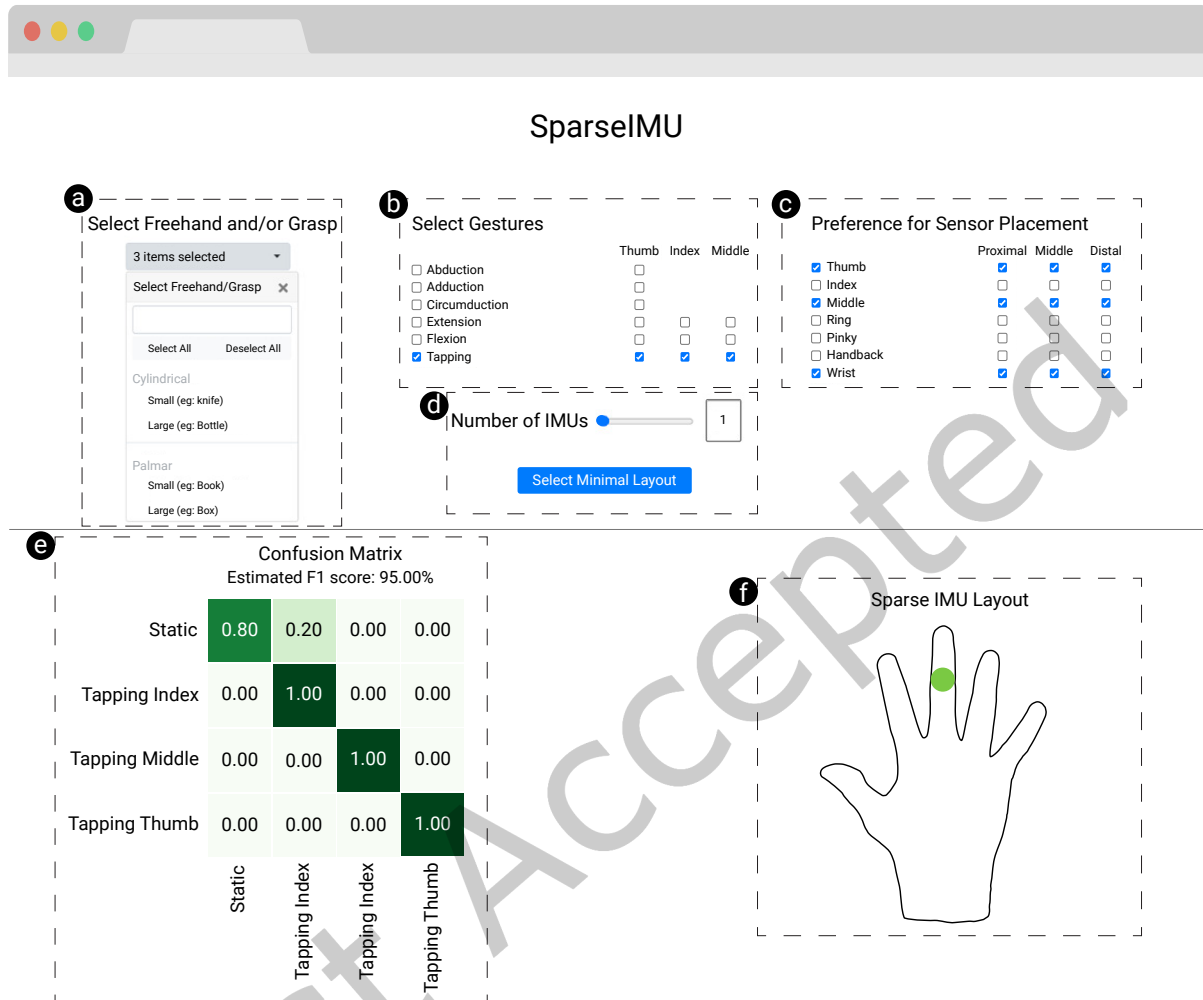 SparseIMU
a
Select Freehand and/or Grasp
3 items selected
Select Freehand/Grasp ×
Select All Deselect All
Cylindrical
Small (eg: knife)
Large (eg: Bottle)
Palmar
Small (eg: Book)
Large (eg: Box)
b
Select Gestures
Thumb Index Middle
Abduction
Adduction
Circumduction
Extension
Flexion
Tapping
c
Preference for Sensor Placement
Proximal Middle Distal
Thumb
Index
Middle
Ring
Pinky
Handback
Wrist
d
Number of IMUs 1
Select Minimal Layout
e
Confusion Matrix
Estimated F1 score: 95.00%
Static 0.80 0.20 0.00 0.00
Tapping Index 0.00 1.00 0.00 0.00
Tapping Middle 0.00 0.00 1.00 0.00
Tapping Thumb 0.00 0.00 0.00 1.00
Static
Tapping Index
Tapping Index
Tapping Thumb
f
Sparse IMU Layout
Accepted